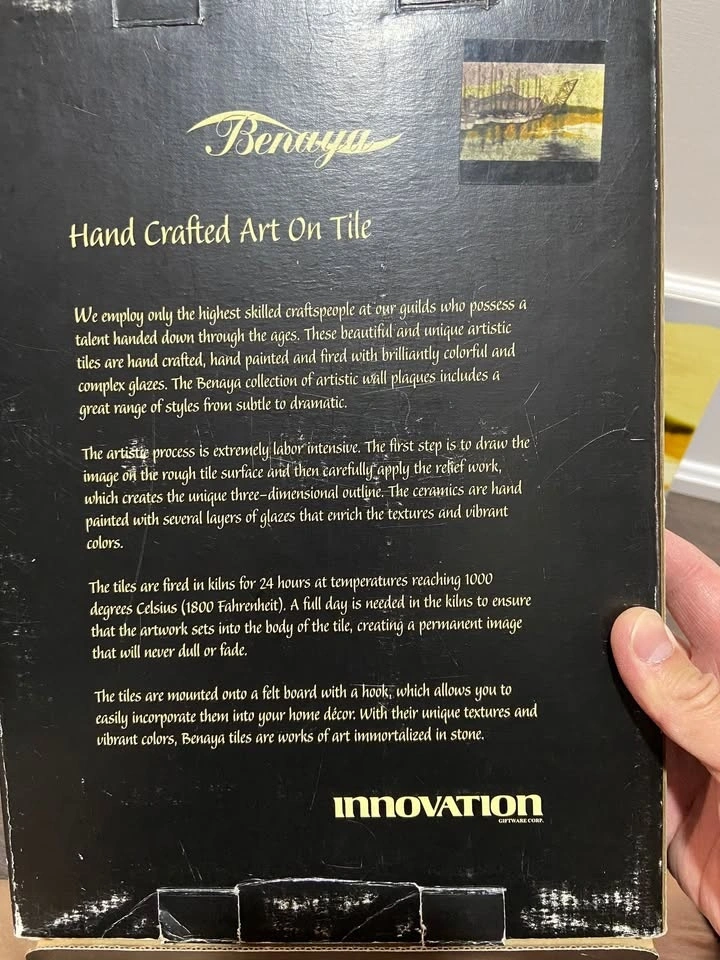 Benaya
Hand Crafted Art On Tile
We employ only the highest skilled craftspeople at our guilds who possess a
talent handed down through the ages. These beautiful and unique artistic
tiles are hand crafted, hand painted and fired with brilliantly colorful and
complex glazes. The Benaya collection of artistic wall plaques includes a
great range of styles from subtle to dramatic.
The artistic process is extremely labor intensive. The first step is to draw the
image on the rough tile surface and then carefully apply the relief work,
which creates the unique three-dimensional outline. The ceramics are hand
painted with several layers of glazes that enrich the textures and vibrant
colors.
The tiles are fired in kilns for 24 hours at temperatures reaching 1000
degrees Celsius (1800 Fahrenheit). A full day is needed in the kilns to ensure
that the artwork sets into the body of the tile, creating a permanent image
that will never dull or fade.
The tiles are mounted onto a felt board with a hook, which allows you to
easily incorporate them into your home décor. With their unique textures and
vibrant colors, Benaya tiles are works of art immortalized in stone.
INNOVATION
GIFTWARE CORP.